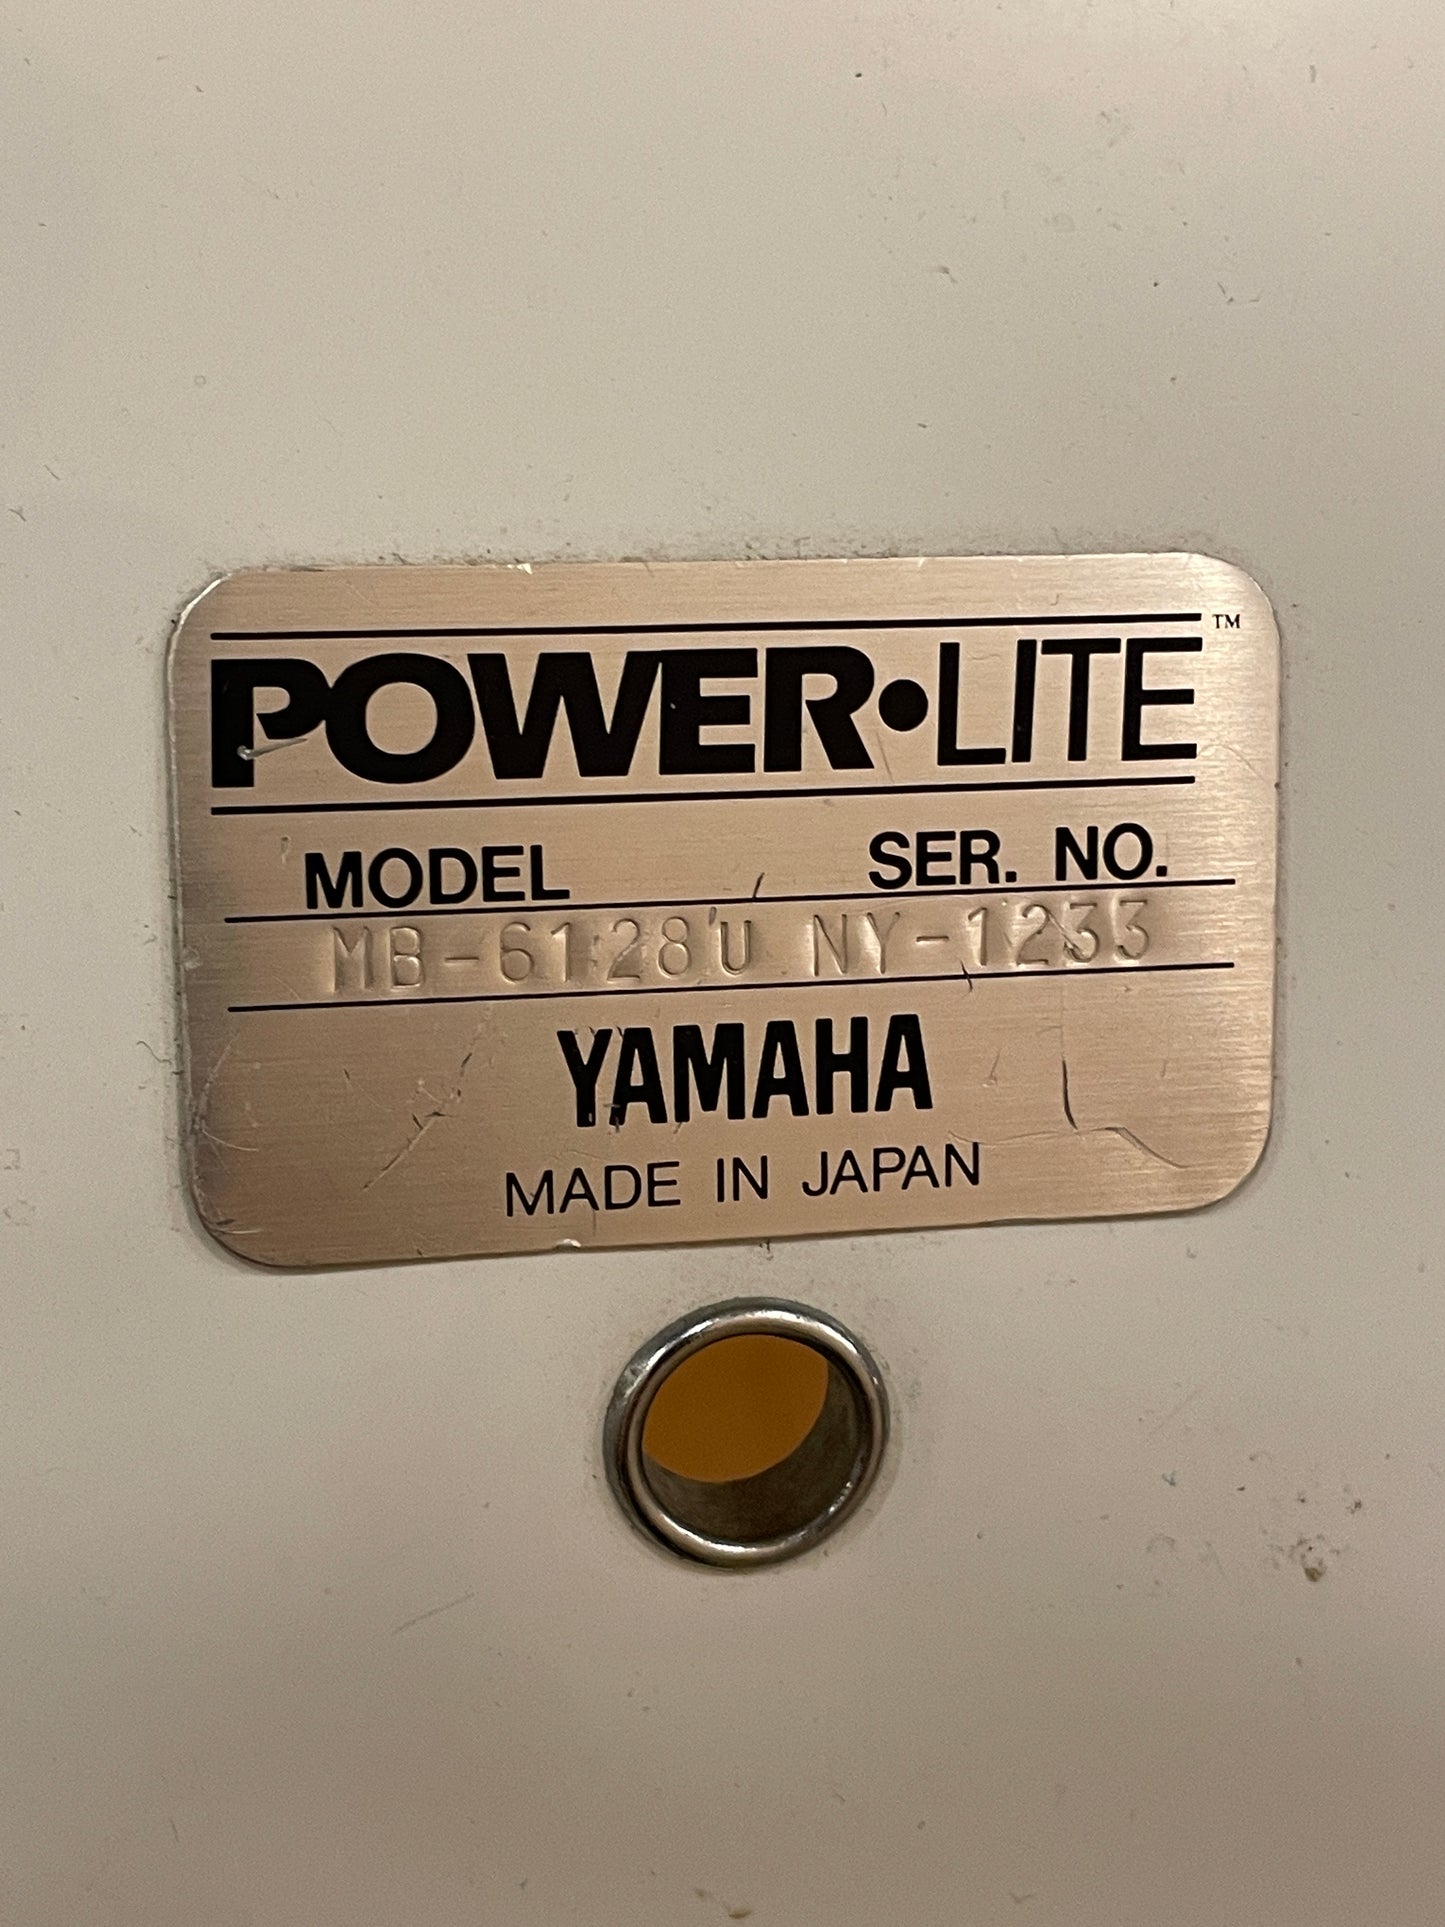 POWER•LITE™
MODEL SER. NO.
MB-6128U NY-1233
YAMAHA
MADE IN JAPAN